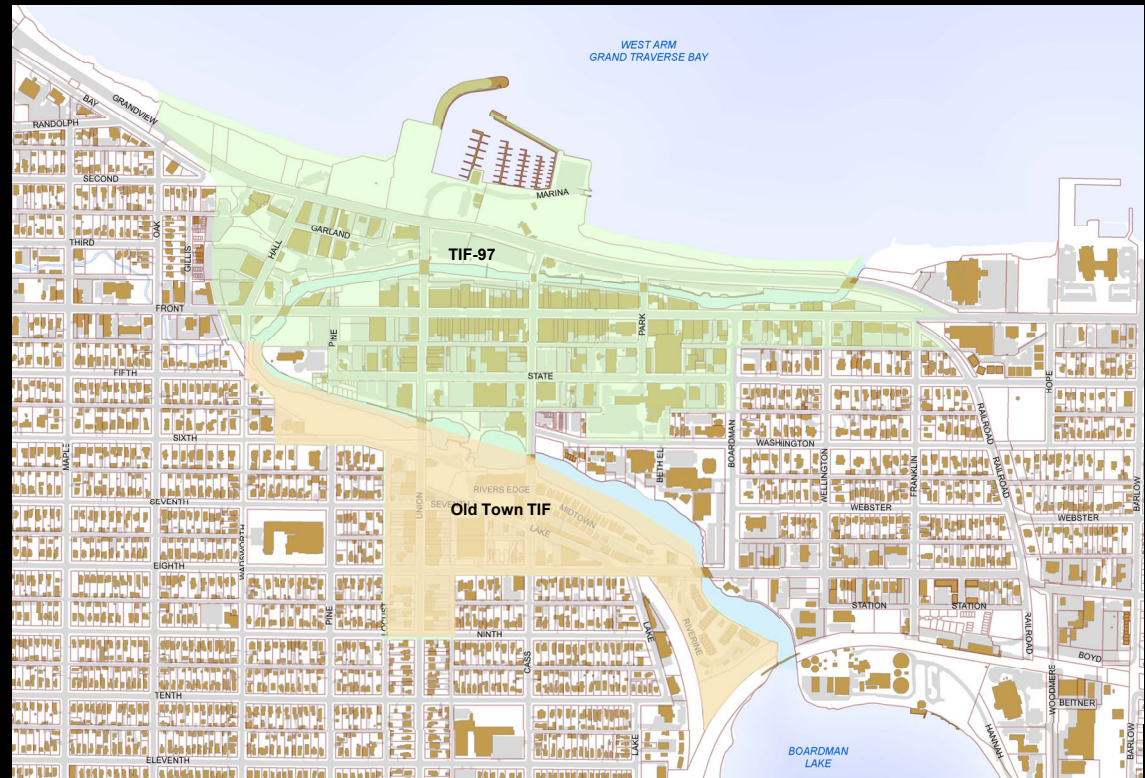 WEST ARM
GRAND TRAVERSE BAY
BAY
GRANDVIEW
RANDOLPH
SECOND
MARINA
OAK
GARLAND
THIRD
GILLIS
HALL
TIF-97
FRONT
PINE
PARK
FIFTH
STATE
HOPE
RAILROAD
SIXTH
MAPLE
WASHINGTON
BOARDMAN
BETHEL
WELLINGTON
FRANKLIN
RAILROAD
BARLOW
RIVERS EDGE
UNION
SEVENTH
SEVENTH
Old Town TIF
MIDTOWN
LAKE
WEBSTER
WEBSTER
WADSWORTH
EIGHTH
STATION
STATION
PINE
LOCUST
NINTH
CASS
LAKE
RIVERINE
RAILROAD
BOYD
TENTH
WOODMERE
BEITNER
LAKE
HANNAH
BARLOW
BOARDMAN
LAKE
ELEVENTH